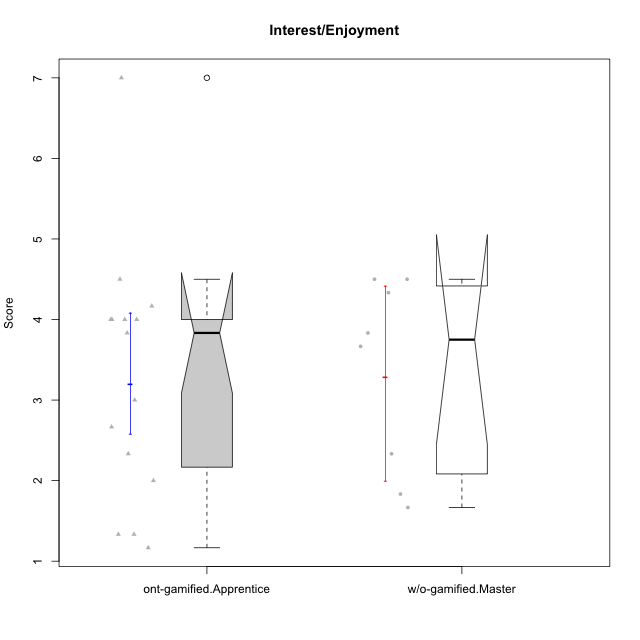 Interest/Enjoyment
Score
7
6
5
4
3
2
1
ont-gamified.Apprentice
w/o-gamified.Master